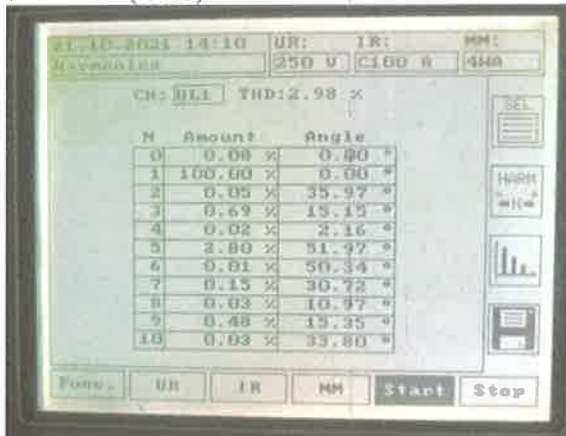 21.10.2021 14:10 UR: IR: MM:
Harmonics 250 V C100 A 4WA
CH: UL1 THD:2.98 %
SEL
N Amount Angle
0 0.08 % 0.00 °
1 100.00 % 0.00 °
2 0.05 % 35.97 °
3 0.69 % 15.15 °
4 0.02 % 2.16 °
5 2.80 % 51.97 °
6 0.01 % 50.34 °
7 0.15 % 30.72 °
8 0.03 % 10.97 °
9 0.48 % 15.35 °
10 0.03 % 33.80 °
HARM
UR IR MM Start Stop